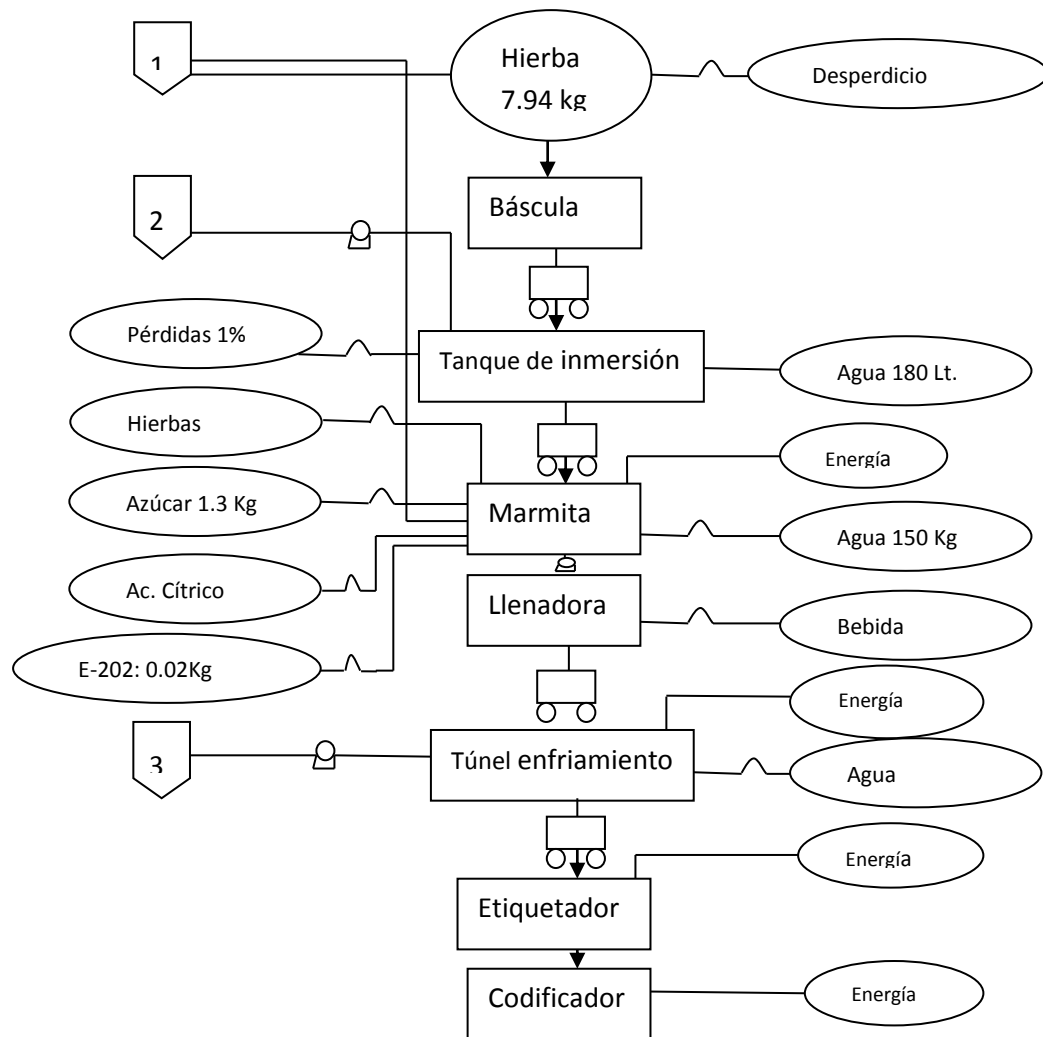 1
Hierba
7.94 kg
Desperdicio
Báscula
2
Pérdidas 1%
Tanque de inmersión
Agua 180 Lt.
Hierbas
Energía
Azúcar 1.3 Kg
Marmita
Agua 150 Kg
Ac. Cítrico
Llenadora
Bebida
E-202: 0.02Kg
Energía
3
Túnel enfriamiento
Agua
Energía
Etiquetador
Codificador
Energía